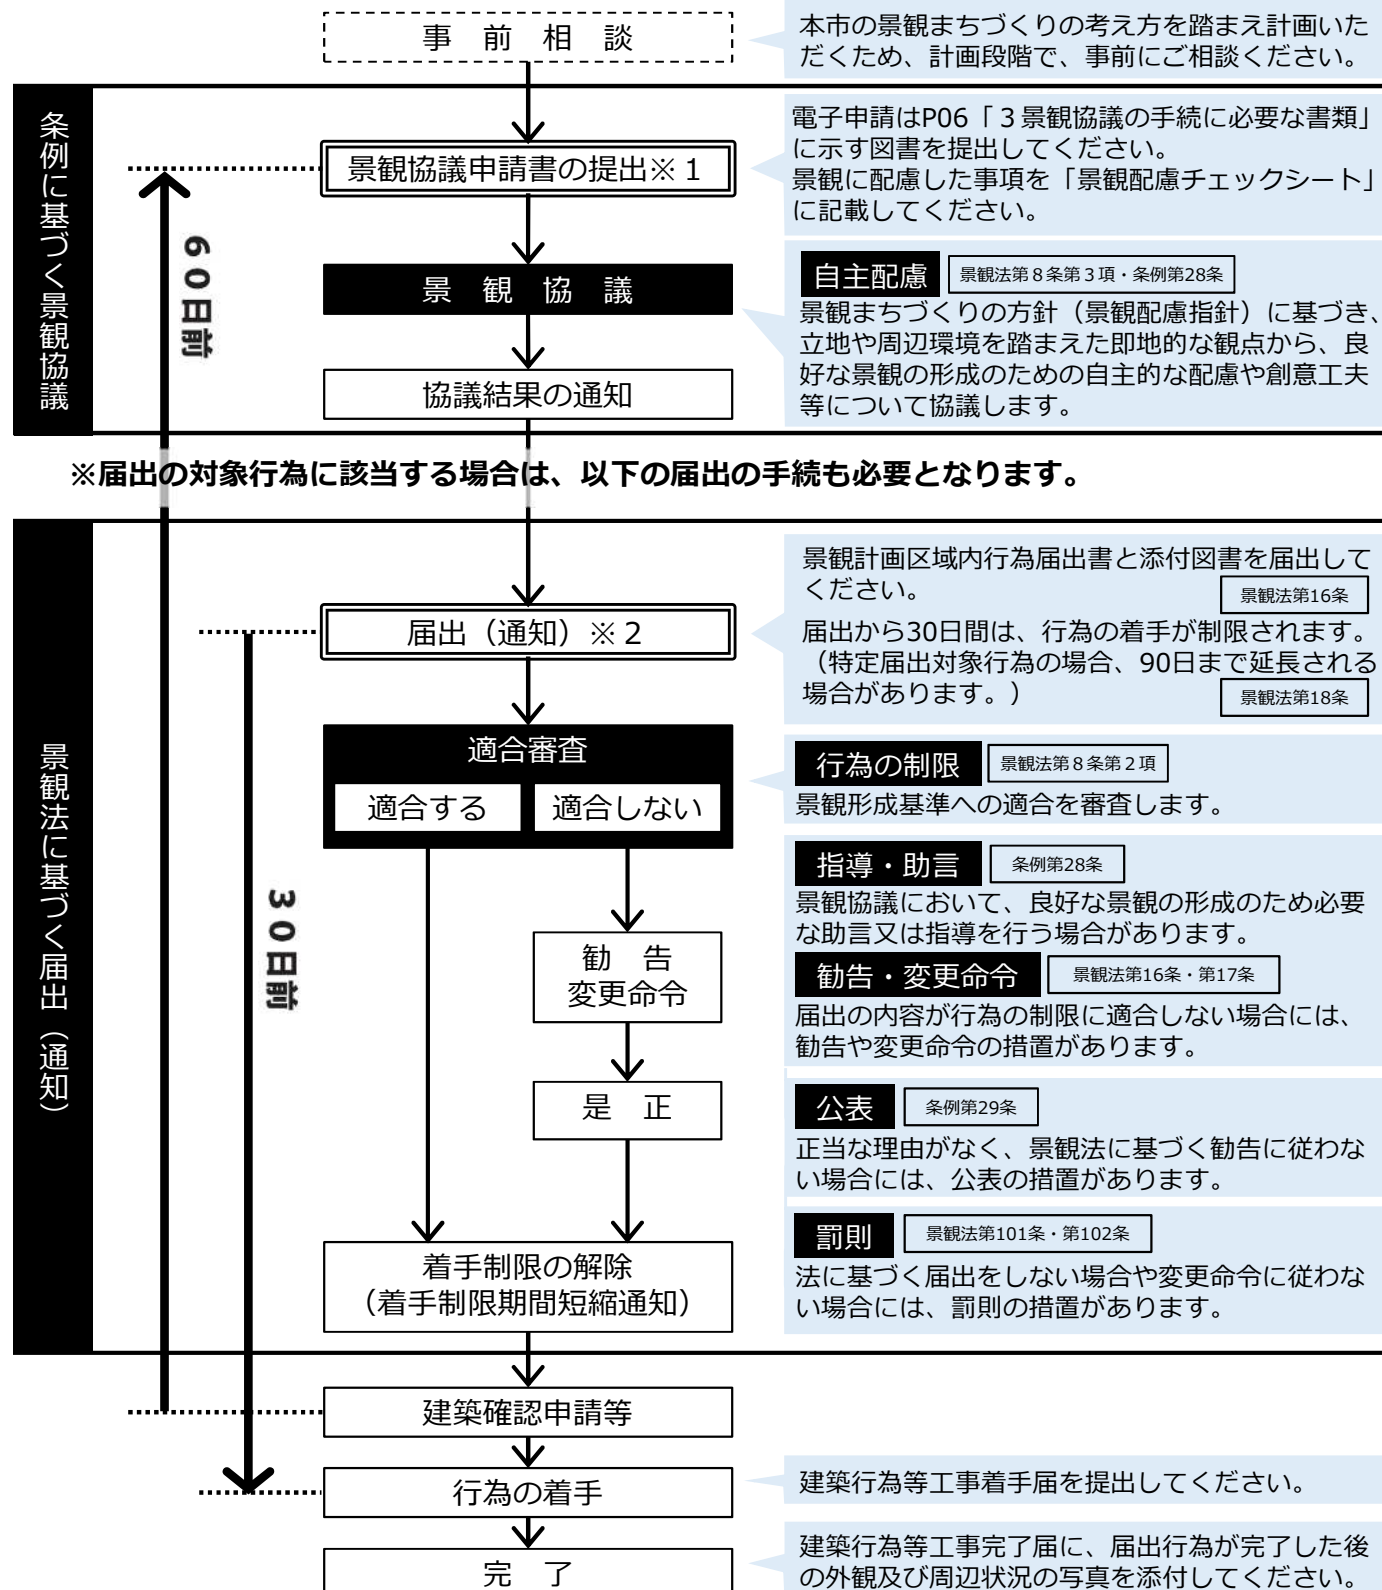 事　前　相　談
本市の景観まちづくりの考え方を踏まえ計画いた
だくため、計画段階で、事前にご相談ください。
条例に基づく景観協議
景観協議申請書の提出※１
電子申請はP06「３景観協議の手続に必要な書類」
に示す図書を提出してください。
景観に配慮した事項を「景観配慮チェックシート」
に記載してください。
６０日前
景　観　協　議
自主配慮
景観法第８条第３項・条例第28条
景観まちづくりの方針（景観配慮指針）に基づき、
立地や周辺環境を踏まえた即地的な観点から、良
好な景観の形成のための自主的な配慮や創意工夫
等について協議します。
協議結果の通知
※届出の対象行為に該当する場合は、以下の届出の手続も必要となります。
景観法に基づく届出（通知）
届出（通知）※２
景観計画区域内行為届出書と添付図書を届出して
ください。
景観法第16条
届出から30日間は、行為の着手が制限されます。
（特定届出対象行為の場合、90日まで延長される
場合があります。）
景観法第18条
３０日前
適合審査
適合する
適合しない
行為の制限
景観法第８条第２項
景観形成基準への適合を審査します。
指導・助言
条例第28条
景観協議において、良好な景観の形成のため必要
な助言又は指導を行う場合があります。
勧　告
変更命令
勧告・変更命令
景観法第16条・第17条
届出の内容が行為の制限に適合しない場合には、
勧告や変更命令の措置があります。
是　正
公表
条例第29条
正当な理由がなく、景観法に基づく勧告に従わな
い場合には、公表の措置があります。
罰則
景観法第101条・第102条
法に基づく届出をしない場合や変更命令に従わな
い場合には、罰則の措置があります。
着手制限の解除
（着手制限期間短縮通知）
建築確認申請等
行為の着手
建築行為等工事着手届を提出してください。
完　了
建築行為等工事完了届に、届出行為が完了した後
の外観及び周辺状況の写真を添付してください。